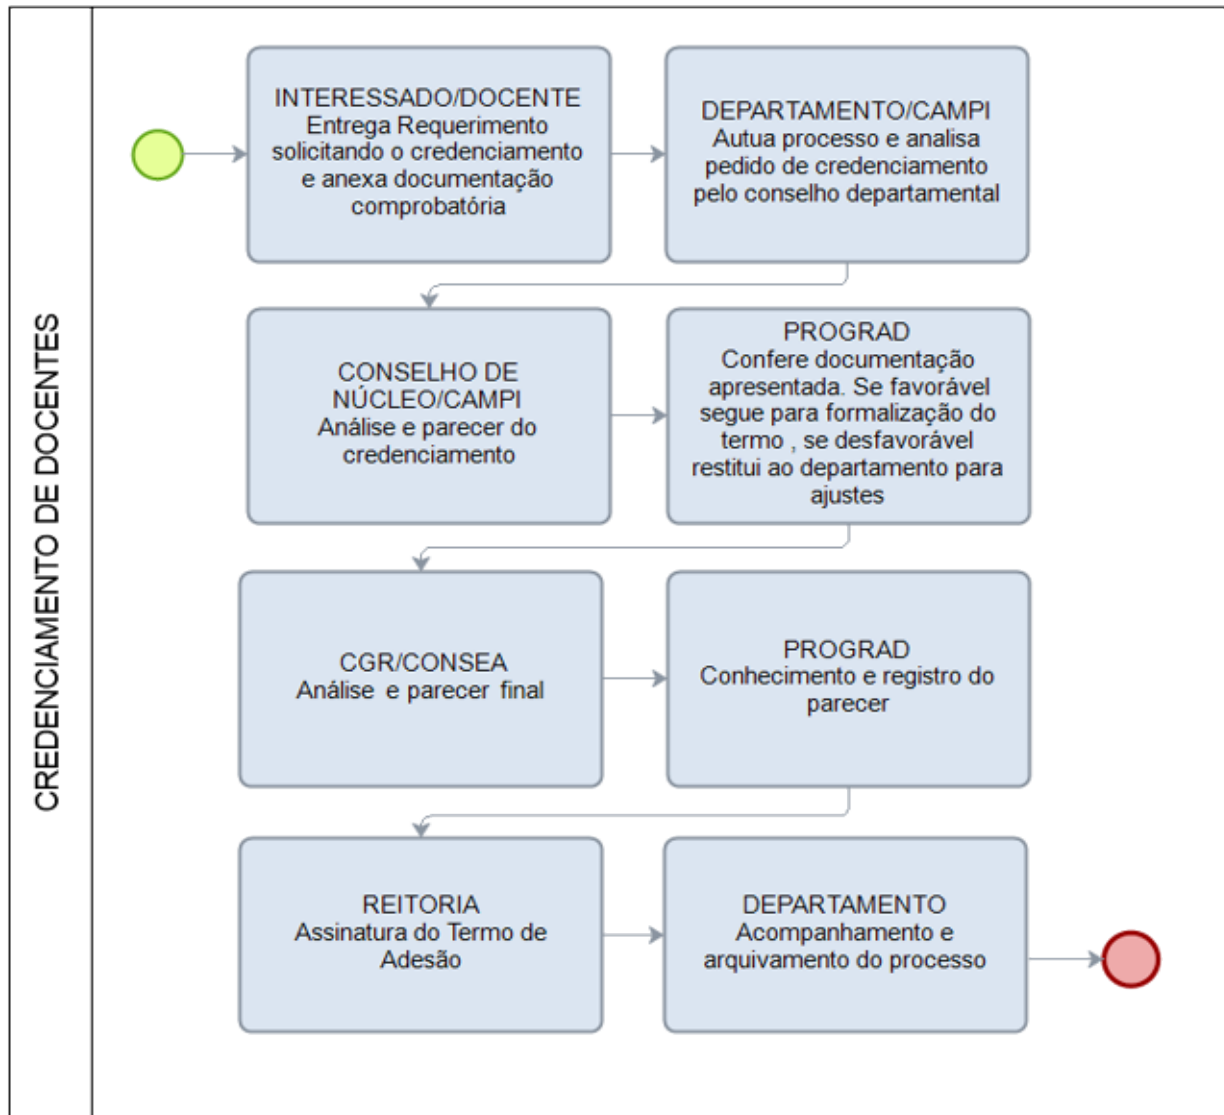 CREDENCIAMENTO DE DOCENTES
INTERESSADO/DOCENTE
Entrega Requerimento
solicitando o credenciamento
e anexa documentação
comprobatória
DEPARTAMENTO/CAMPI
Autua processo e analisa
pedido de credenciamento
pelo conselho departamental
CONSELHO DE
NÚCLEO/CAMPI
Análise e parecer do
credenciamento
PROGRAD
Confere documentação
apresentada. Se favorável
segue para formalização do
termo , se desfavorável
restitui ao departamento para
ajustes
CGR/CONSEA
Análise e parecer final
PROGRAD
Conhecimento e registro do
parecer
REITORIA
Assinatura do Termo de
Adesão
DEPARTAMENTO
Acompanhamento e
arquivamento do processo